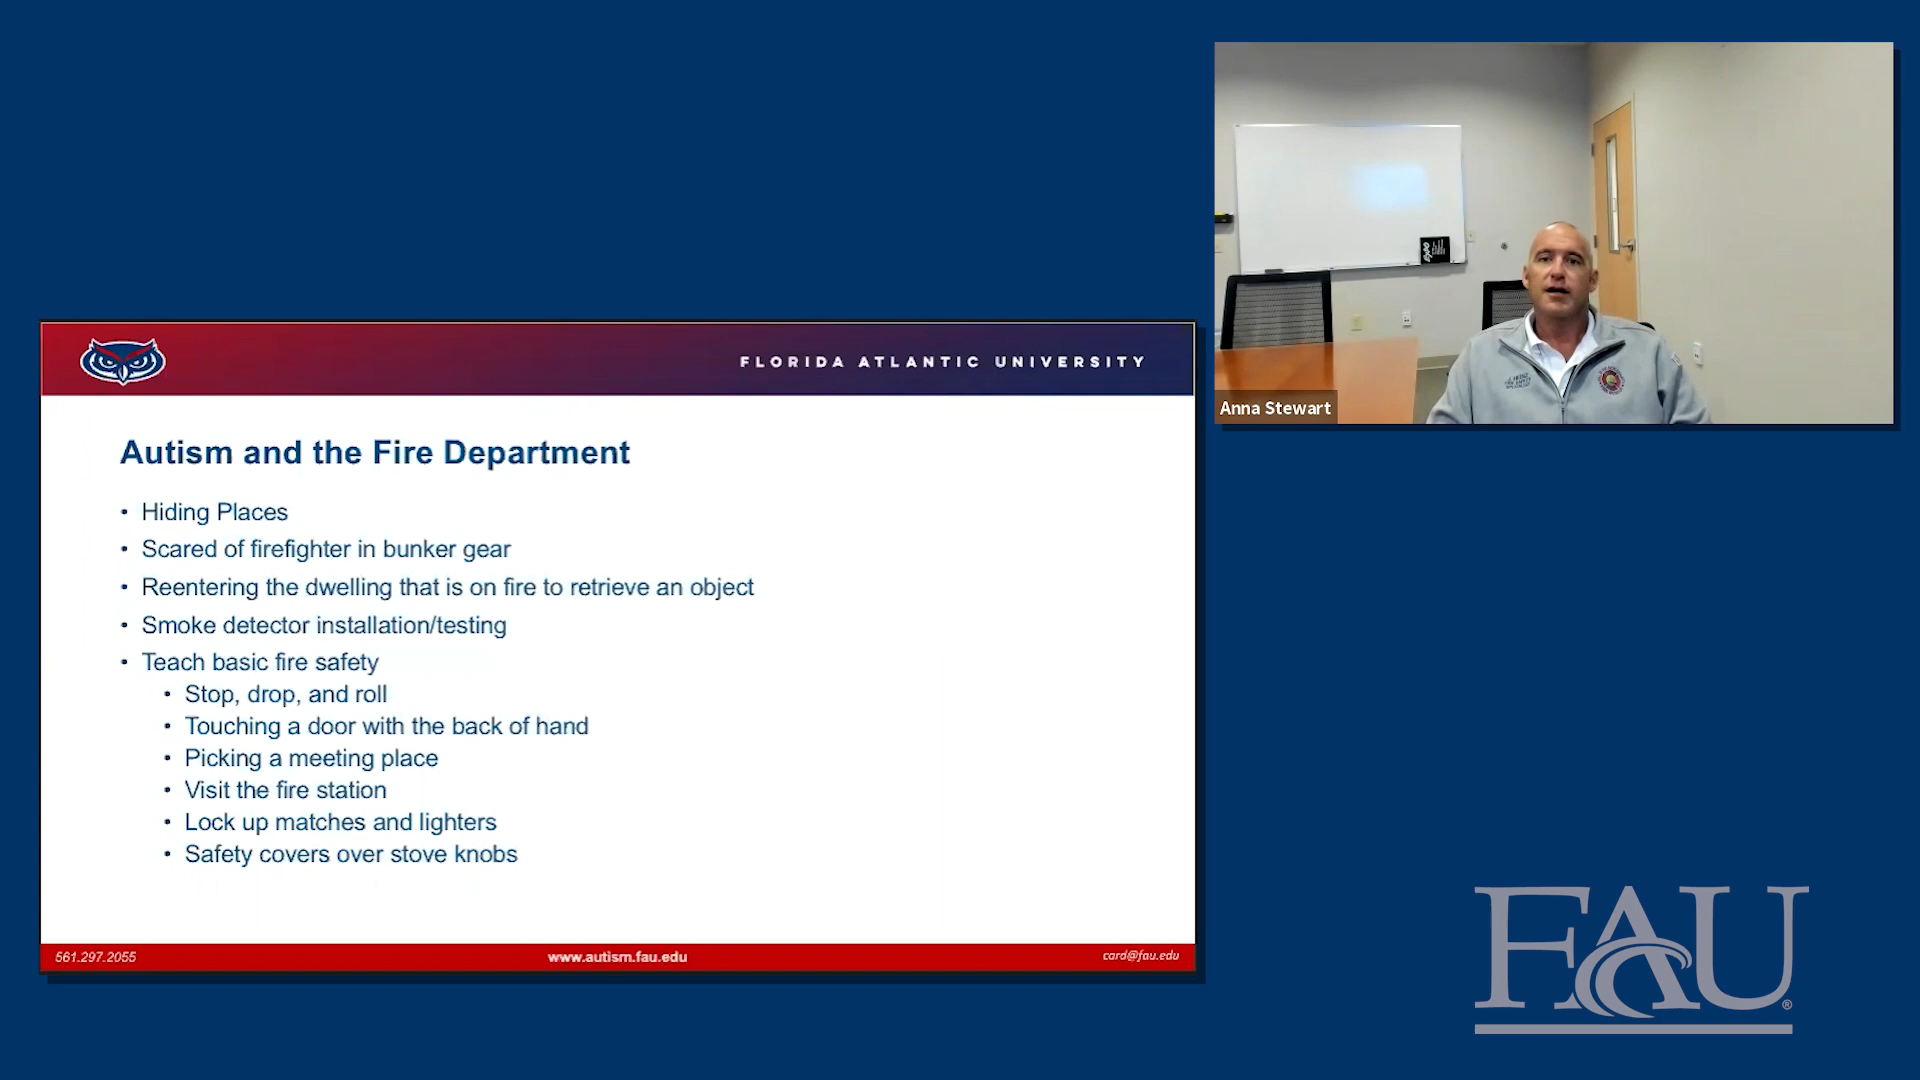 FLORIDA ATLANTIC UNIVERSITY
Autism and the Fire Department
• Hiding Places
• Scared of firefighter in bunker gear
• Reentering the dwelling that is on fire to retrieve an object
• Smoke detector installation/testing
• Teach basic fire safety
• Stop, drop, and roll
• Touching a door with the back of hand
• Picking a meeting place
• Visit the fire station
• Lock up matches and lighters
• Safety covers over stove knobs
561.297.2055
www.autism.fau.edu
card@fau.edu
Anna Stewart
FAU®